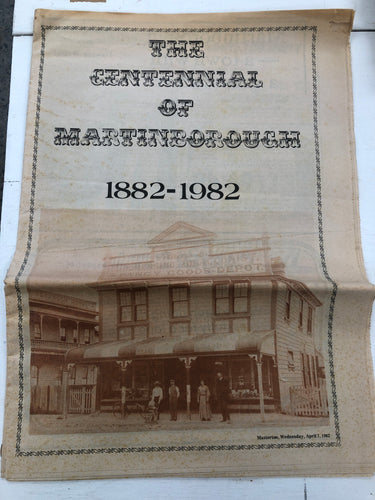 THE
CENTENNIAL
OF
MARTINBOROUGH
1882-1982
GOODS DEPOT.
Masterton, Wednesday, April 7, 1982